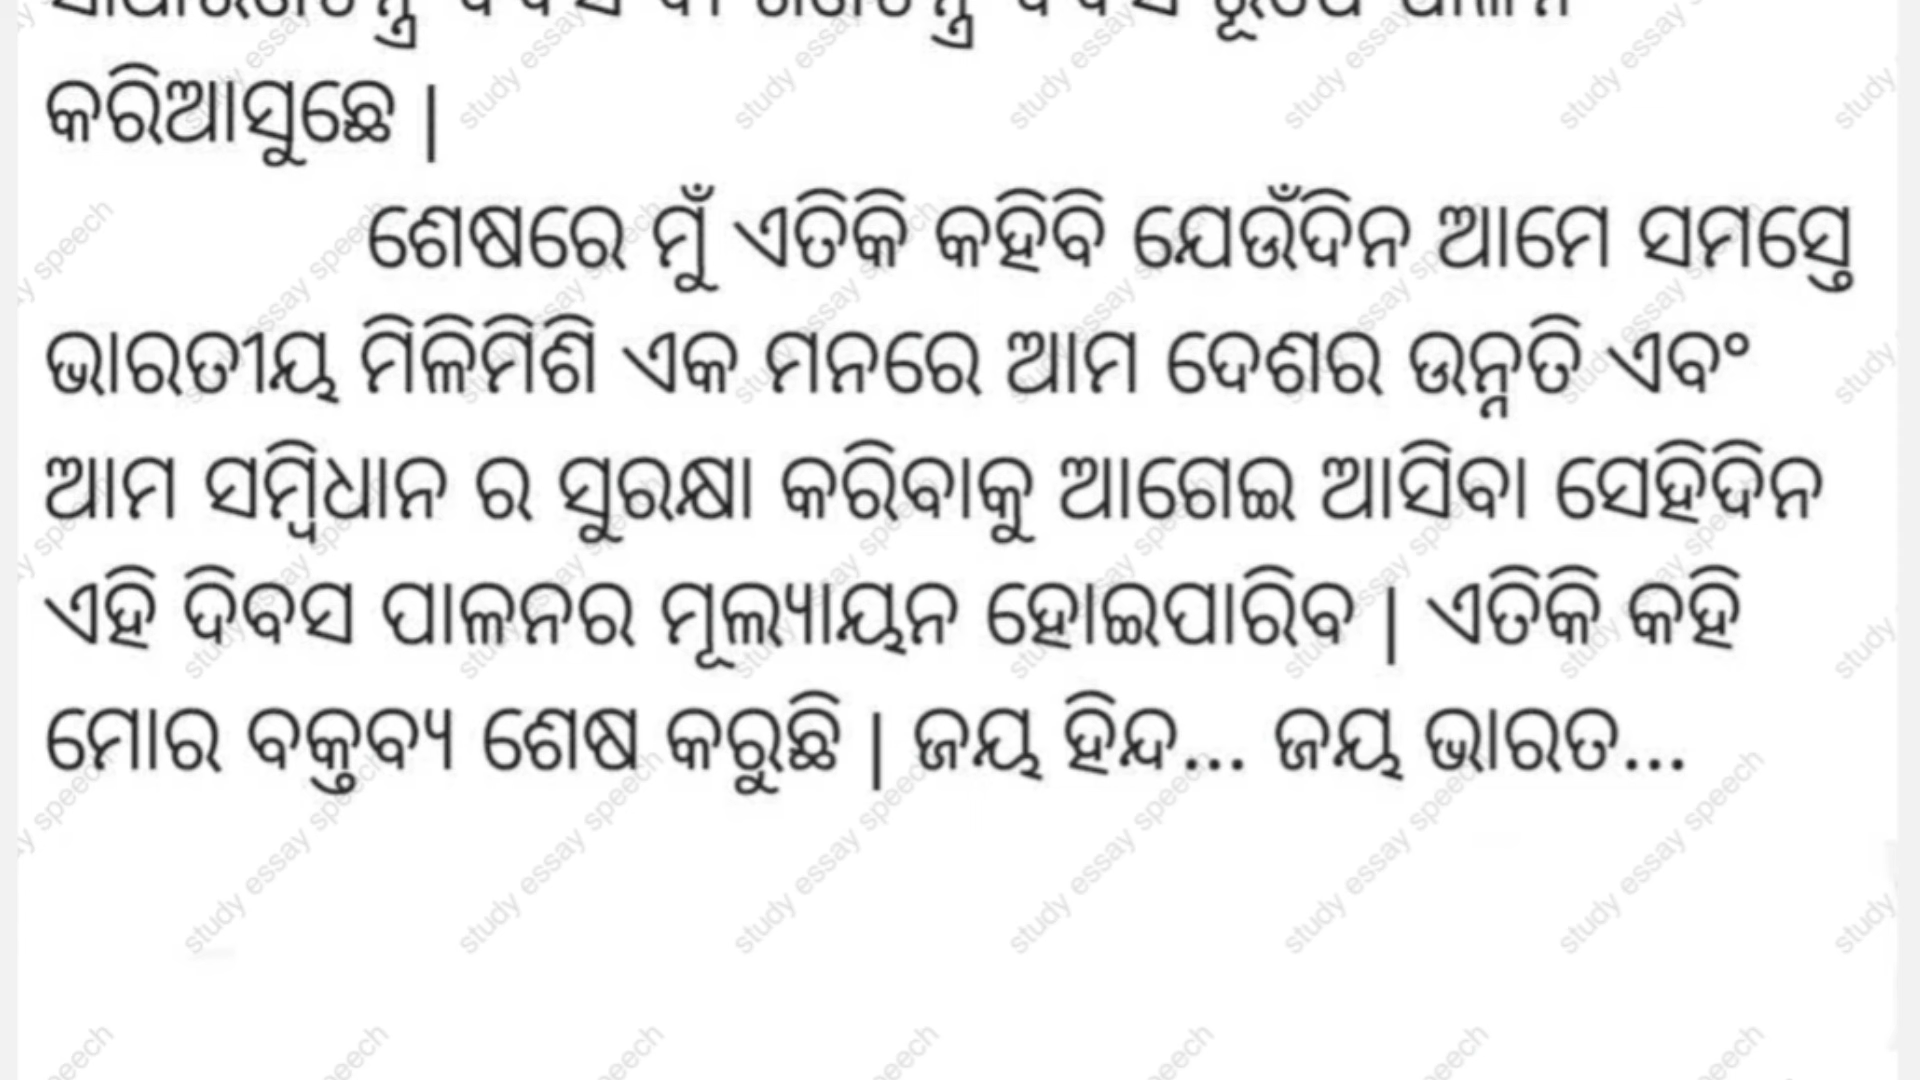 କରିଆସୁଛେ |
ଶେଷରେ ମୁଁ ଏତିକି କହିବି ଯେଉଁଦିନ ଆମେ ସମସ୍ତେ
ଭାରତୀୟ ମିଳିମିଶି ଏକ ମନରେ ଆମ ଦେଶର ଉନ୍ନତି ଏବଂ
ଆମ ସମ୍ବିଧାନ ର ସୁରକ୍ଷା କରିବାକୁ ଆଗେଇ ଆସିବା ସେହିଦିନ
ଏହି ଦିବସ ପାଳନର ମୂଲ୍ୟାୟନ ହୋଇପାରିବ | ଏତିକି କହି
ମୋର ବକ୍ତବ୍ୟ ଶେଷ କରୁଛି | ଜୟ ହିନ୍ଦ... ଜୟ ଭାରତ...